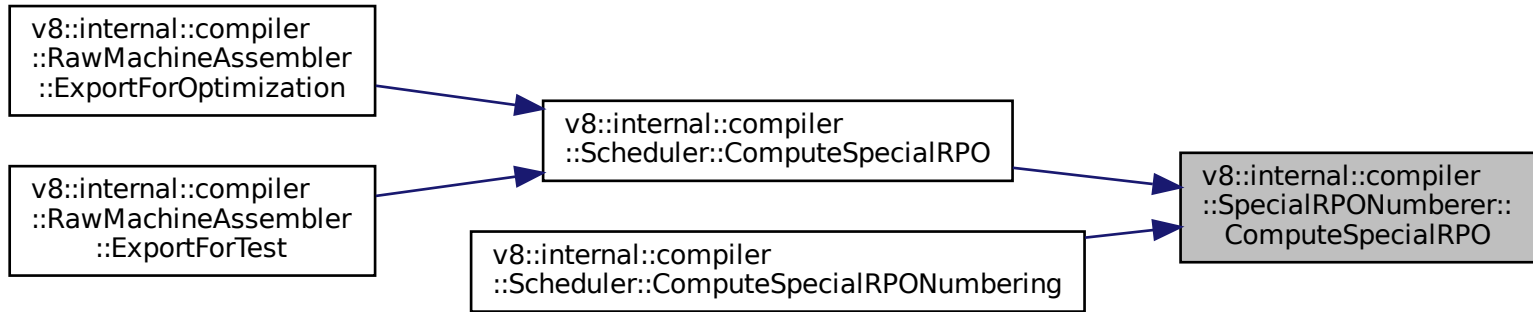 v8::internal::compiler
::RawMachineAssembler
::ExportForOptimization
v8::internal::compiler
::RawMachineAssembler
::ExportForTest
v8::internal::compiler
::Scheduler::ComputeSpecialRPO
v8::internal::compiler
::Scheduler::ComputeSpecialRPONumbering
v8::internal::compiler
::SpecialRPONumberer::
ComputeSpecialRPO